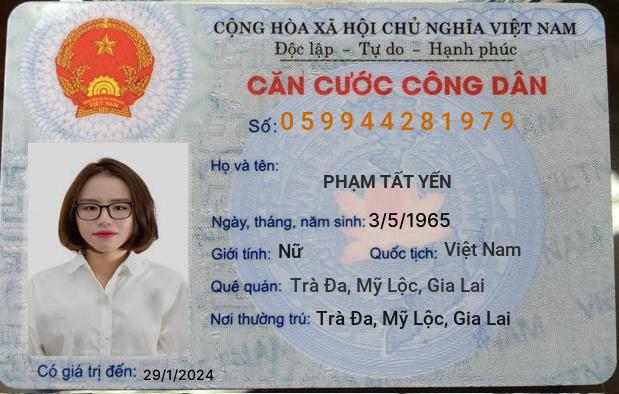 CỘNG HÒA XÃ HỘI CHỦ NGHĨA VIỆT NAM
Độc lập - Tự do - Hạnh phúc
CĂN CƯỚC CÔNG DÂN
Số: 059944281979
Họ và tên:
PHẠM TẤT YẾN
Ngày, tháng, năm sinh: 3/5/1965
Giới tính: Nữ Quốc tịch: Việt Nam
Quê quán: Trà Đa, Mỹ Lộc, Gia Lai
Nơi thường trú: Trà Đa, Mỹ Lộc, Gia Lai
Có giá trị đến: 29/1/2024
VIỆT NAM